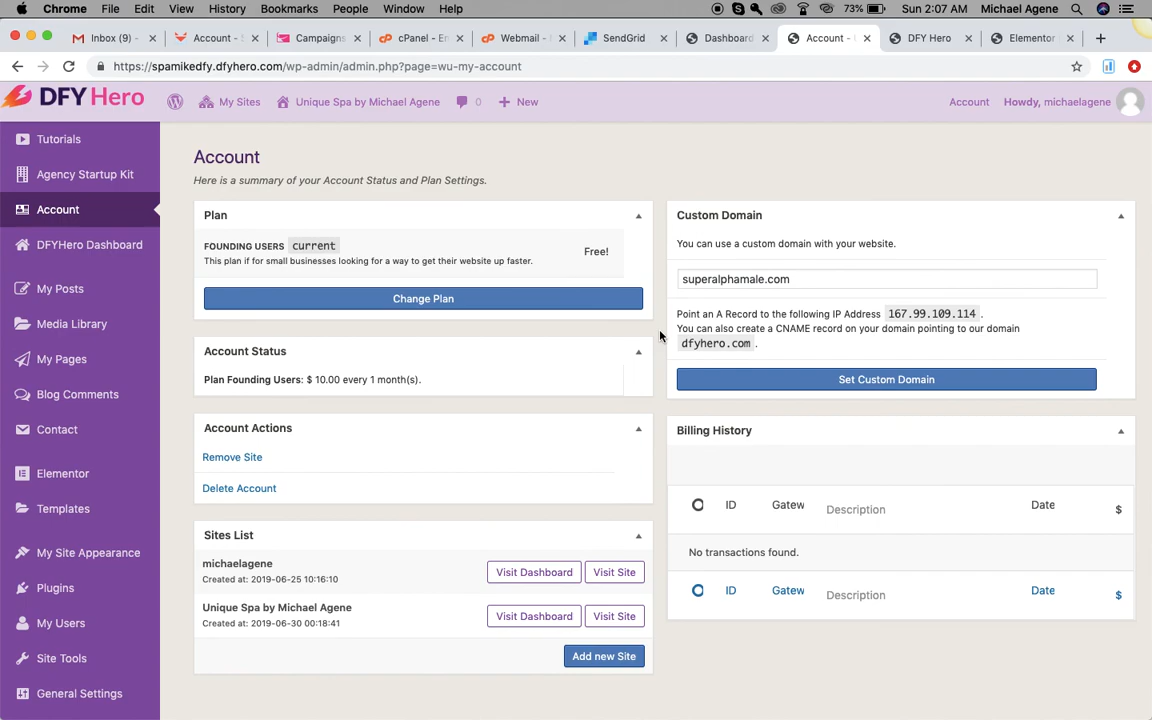 Chrome File Edit View History Bookmarks People Window Help 73% Sun 2:07 AM Michael Agene
Inbox (9) - Account - Campaigns cPanel - E Webmail - SendGrid Dashboard Account - DFY Hero Elementor
https://spamikedfy.dfyhero.com/wp-admin/admin.php?page=wu-my-account
DFY Hero My Sites Unique Spa by Michael Agene 0 New Account Howdy, michaelagene
Tutorials
Agency Startup Kit
Account
DFYHero Dashboard
My Posts
Media Library
My Pages
Blog Comments
Contact
Elementor
Templates
My Site Appearance
Plugins
My Users
Site Tools
General Settings
Account
Here is a summary of your Account Status and Plan Settings.
Plan
FOUNDING USERS current
This plan if for small businesses looking for a way to get their website up faster.
Free!
Change Plan
Account Status
Plan Founding Users: $ 10.00 every 1 month(s).
Account Actions
Remove Site
Delete Account
Sites List
michaelagene
Created at: 2019-06-25 10:16:10
Visit Dashboard Visit Site
Unique Spa by Michael Agene
Created at: 2019-06-30 00:18:41
Visit Dashboard Visit Site
Add new Site
Custom Domain
You can use a custom domain with your website.
superalphamale.com
Point an A Record to the following IP Address 167.99.109.114 .
You can also create a CNAME record on your domain pointing to our domain
dfyhero.com .
Set Custom Domain
Billing History
ID Gatew Description Date $
No transactions found.
ID Gatew Description Date $